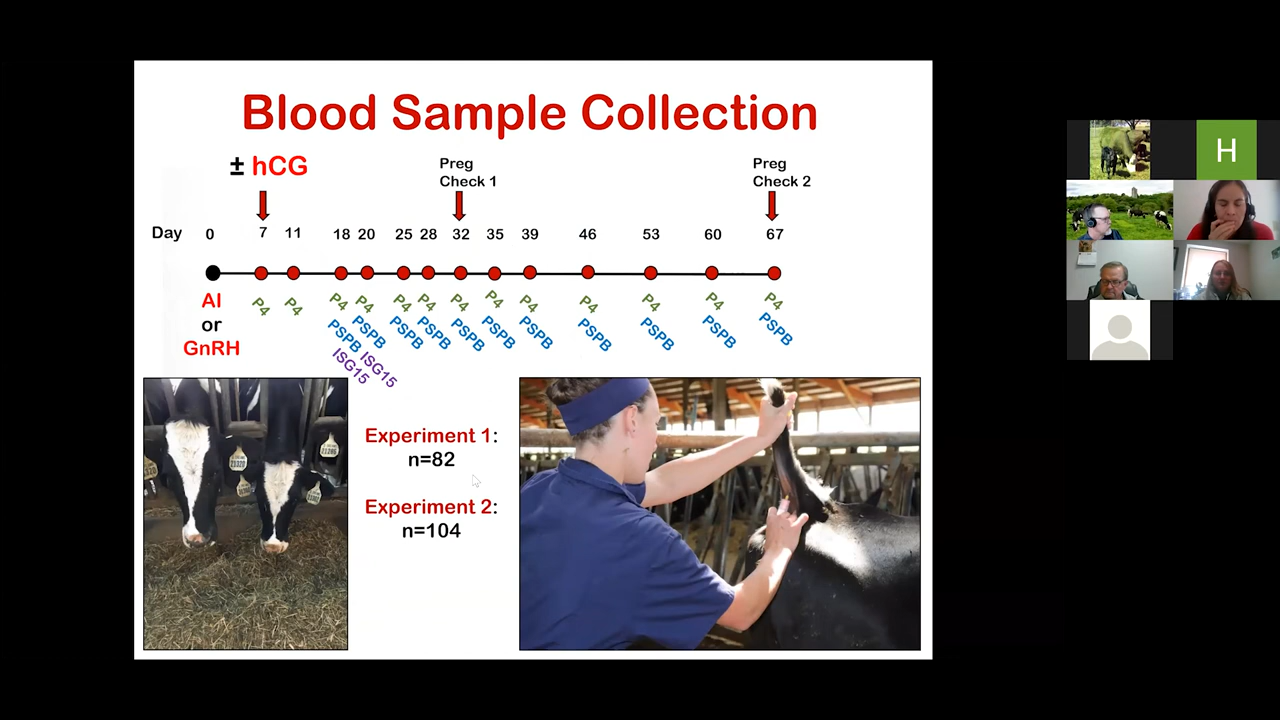 Blood Sample Collection
± hCG
Preg
Check 1
Preg
Check 2
Day 0 7 11 18 20 25 28 32 35 39 46 53 60 67
P4 P4 P4 P4 P4 P4 P4 P4 P4 P4 P4 P4 P4
PSPB PSPB PSPB PSPB PSPB PSPB PSPB PSPB PSPB PSPB PSPB
ISG15 ISG15
AI
or
GnRH
Experiment 1:
n=82
Experiment 2:
n=104
H